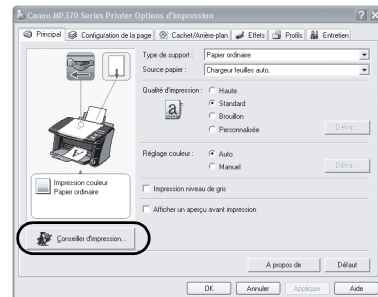 Canon MP370 Series Printer Options d'impression
Principal Configuration de la page Cachet/Arrière-plan Effets Profils Entretien
Type de support : Papier ordinaire
Source papier : Chargeur feuilles auto.
Qualité d'impression : Haute
Standard
Brouillon
Personnalisée Définir...
Réglage couleur : Auto
Manuel Définir...
Impression couleur
Papier ordinaire
Impression niveau de gris
Afficher un aperçu avant impression
Conseiller d'impression...
A propos de Défaut
OK Annuler Appliquer Aide